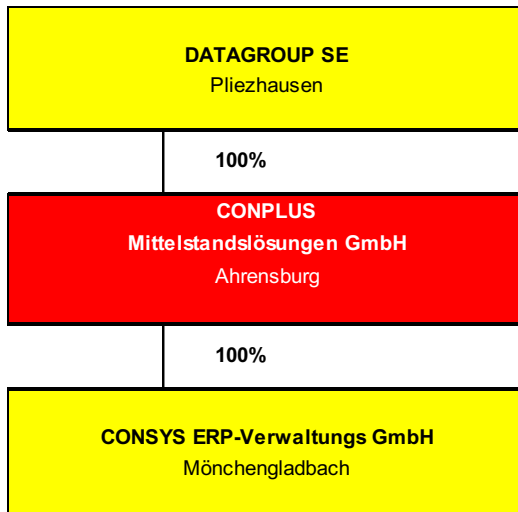 DATAGROUP SE
Pliezhausen
100%
CONPLUS
Mittelstandslösungen GmbH
Ahrensburg
100%
CONSYS ERP-Verwaltungs GmbH
Mönchengladbach